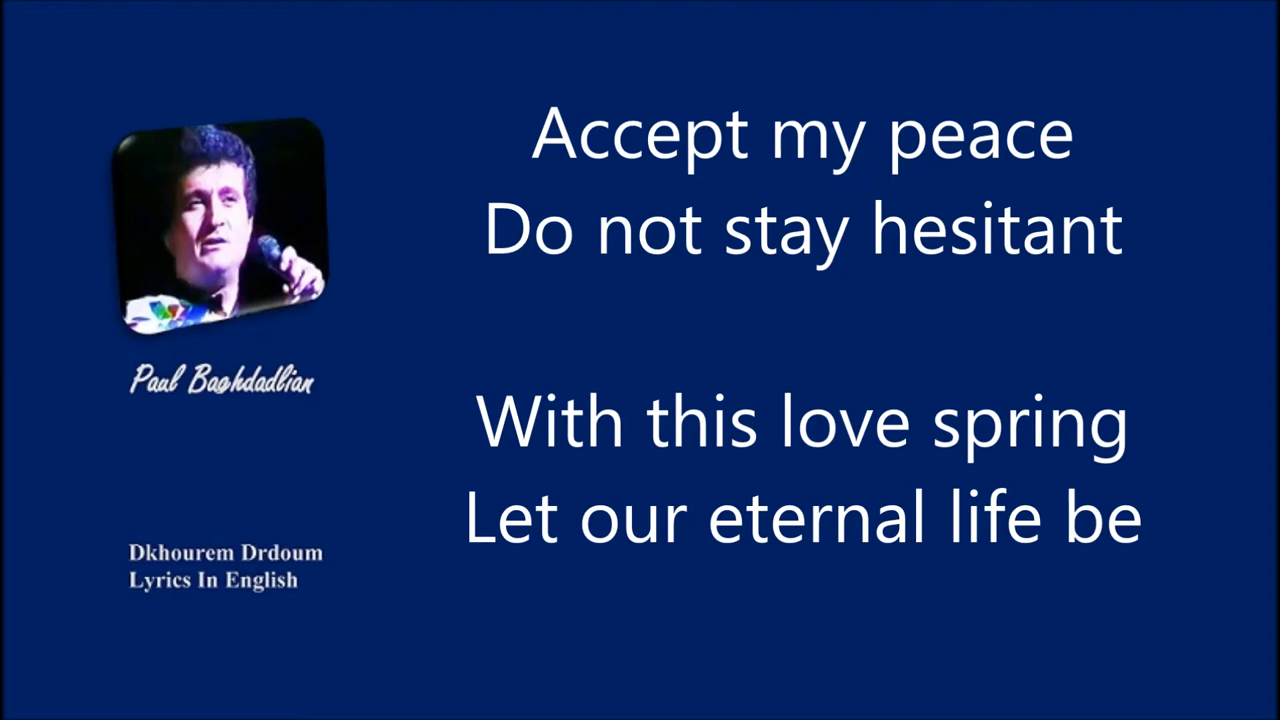 Accept my peace
Do not stay hesitant
With this love spring
Let our eternal life be
Paul Baghdadlian
Dkhourem Drdoum
Lyrics In English